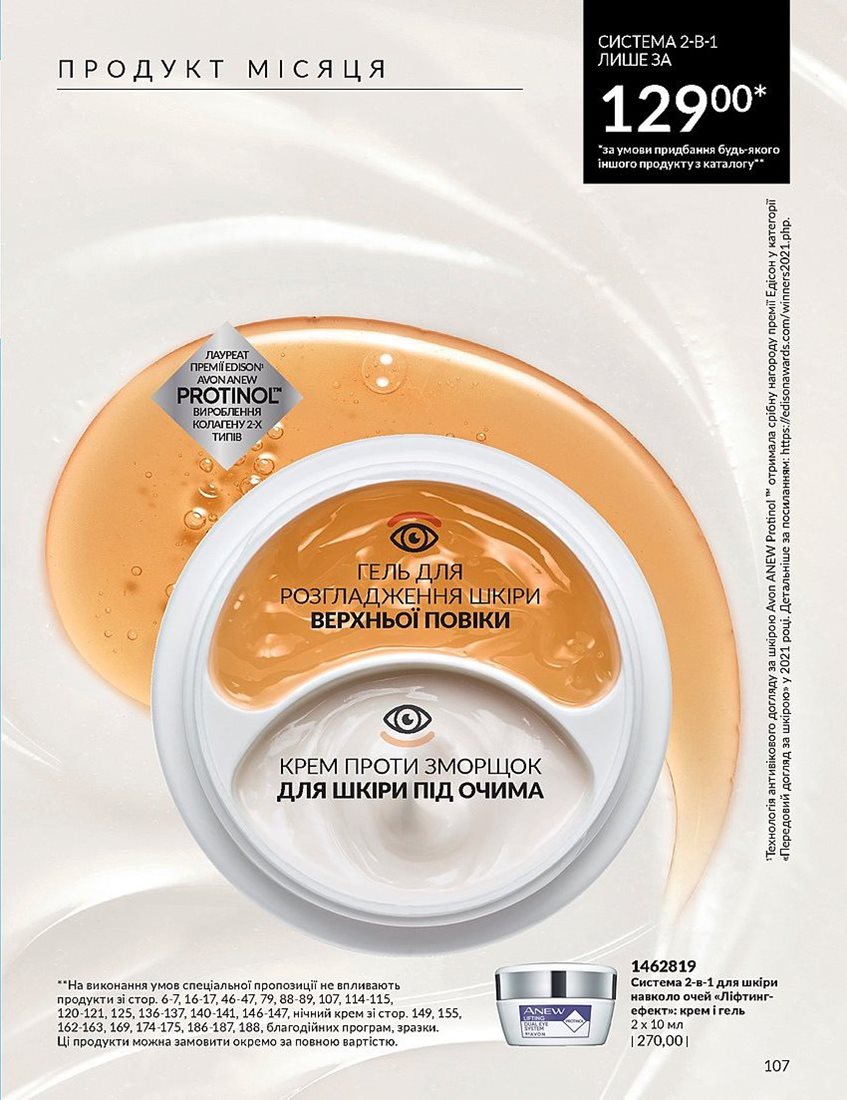 ПРОДУКТ МІСЯЦЯ
СИСТЕМА 2-В-1
ЛИШЕ ЗА
129⁰⁰*
*за умови придбання будь-якого
іншого продукту з каталогу**
ЛАУРЕАТ
ПРЕМІЇ EDISON¹
AVON ANEW
PROTINOL™
ВИРОБЛЕННЯ
КОЛАГЕНУ 2-Х
ТИПІВ
ГЕЛЬ ДЛЯ
РОЗГЛАДЖЕННЯ ШКІРИ
ВЕРХНЬОЇ ПОВІКИ
КРЕМ ПРОТИ ЗМОРЩОК
ДЛЯ ШКІРИ ПІД ОЧИМА
¹Технологія антивікового догляду за шкірою Avon ANEW Protinol™ отримала срібну нагороду премії Едісон у категорії
«Передовий догляд за шкірою» у 2021 році. Детальніше за посиланням: https://edisonawards.com/winners2021.php.
**На виконання умов спеціальної пропозиції не впливають
продукти зі стор. 6-7, 16-17, 46-47, 79, 88-89, 107, 114-115,
120-121, 125, 136-137, 140-141, 146-147, нічний крем зі стор. 149, 155,
162-163, 169, 174-175, 186-187, 188, благодійних програм, зразки.
Ці продукти можна замовити окремо за повною вартістю.
ANEW
LIFTING
DUAL EYE
SYSTEM
BY AVON
PROTINOL
1462819
Система 2-в-1 для шкіри
навколо очей «Ліфтинг-
ефект»: крем і гель
2 х 10 мл
| 270,00 |
107